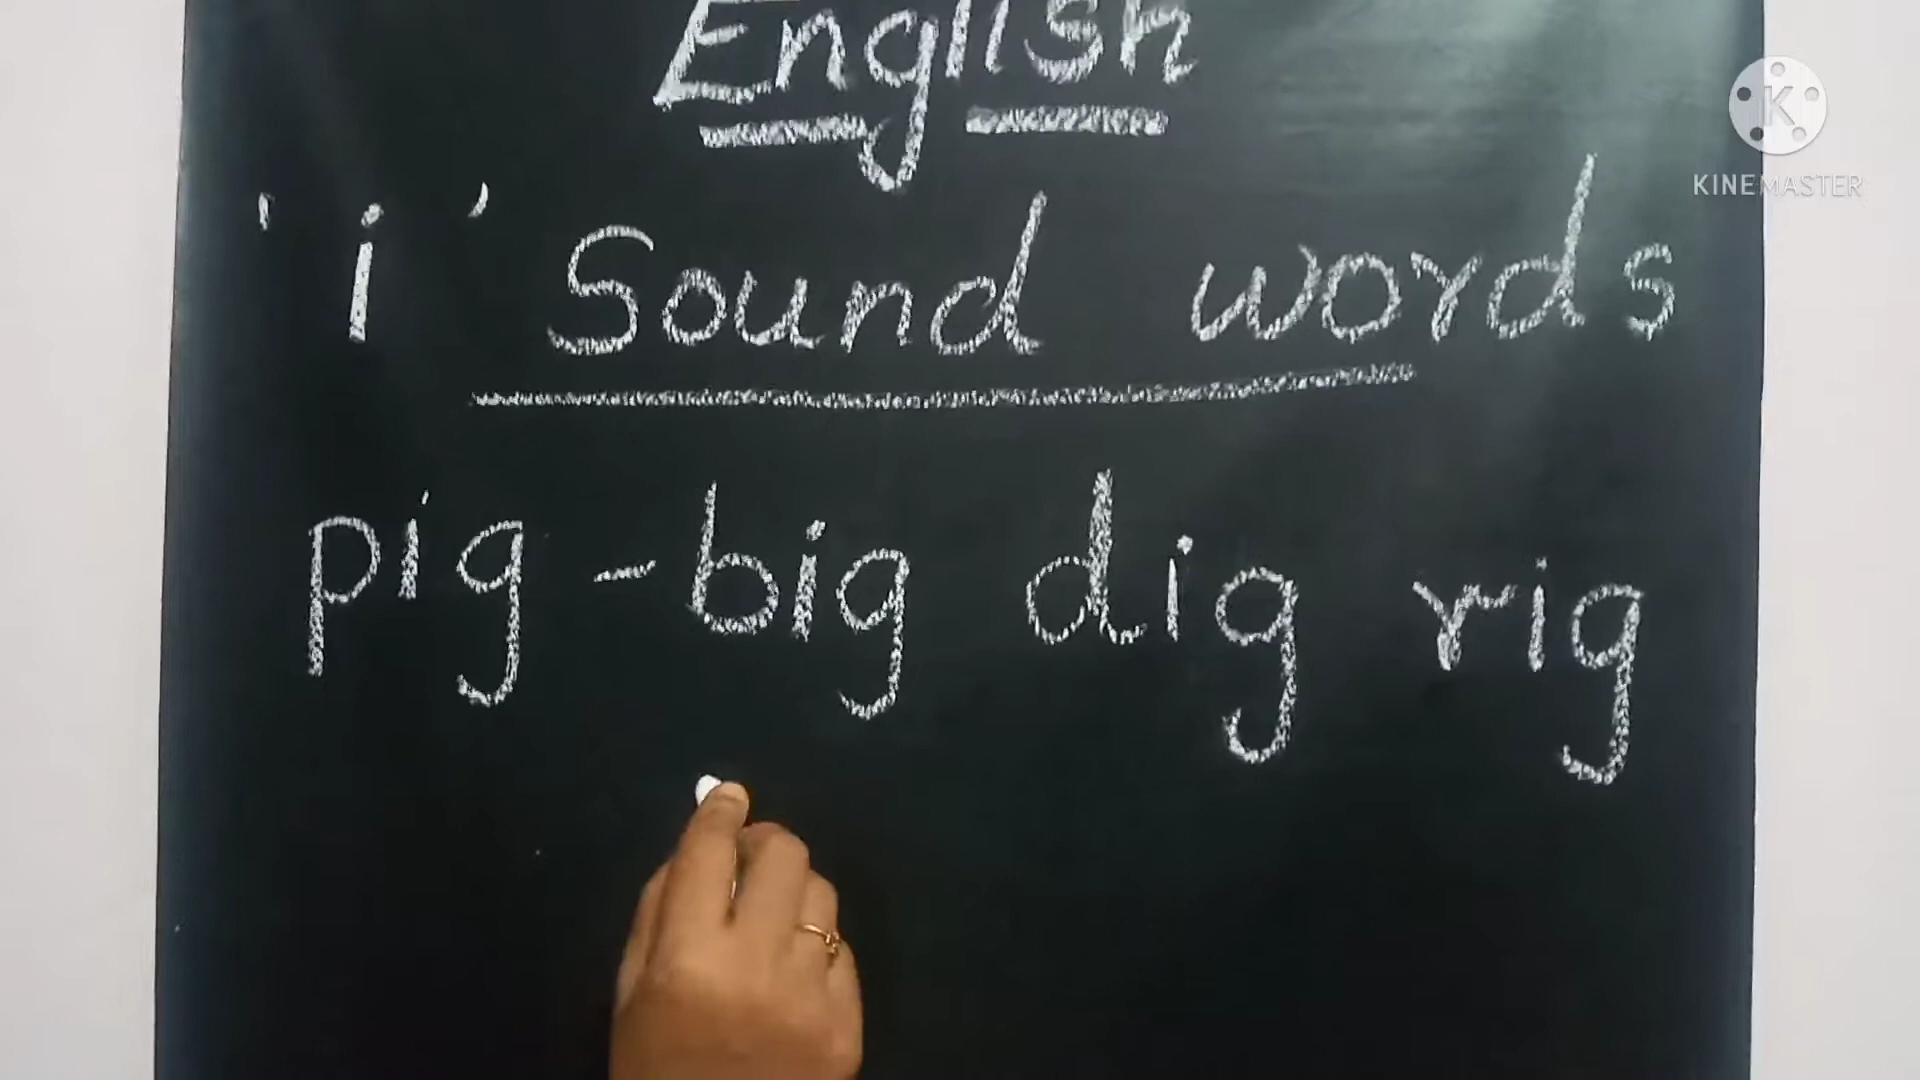 English
'i' Sound words
pig - big dig rig
K
KINEMASTER